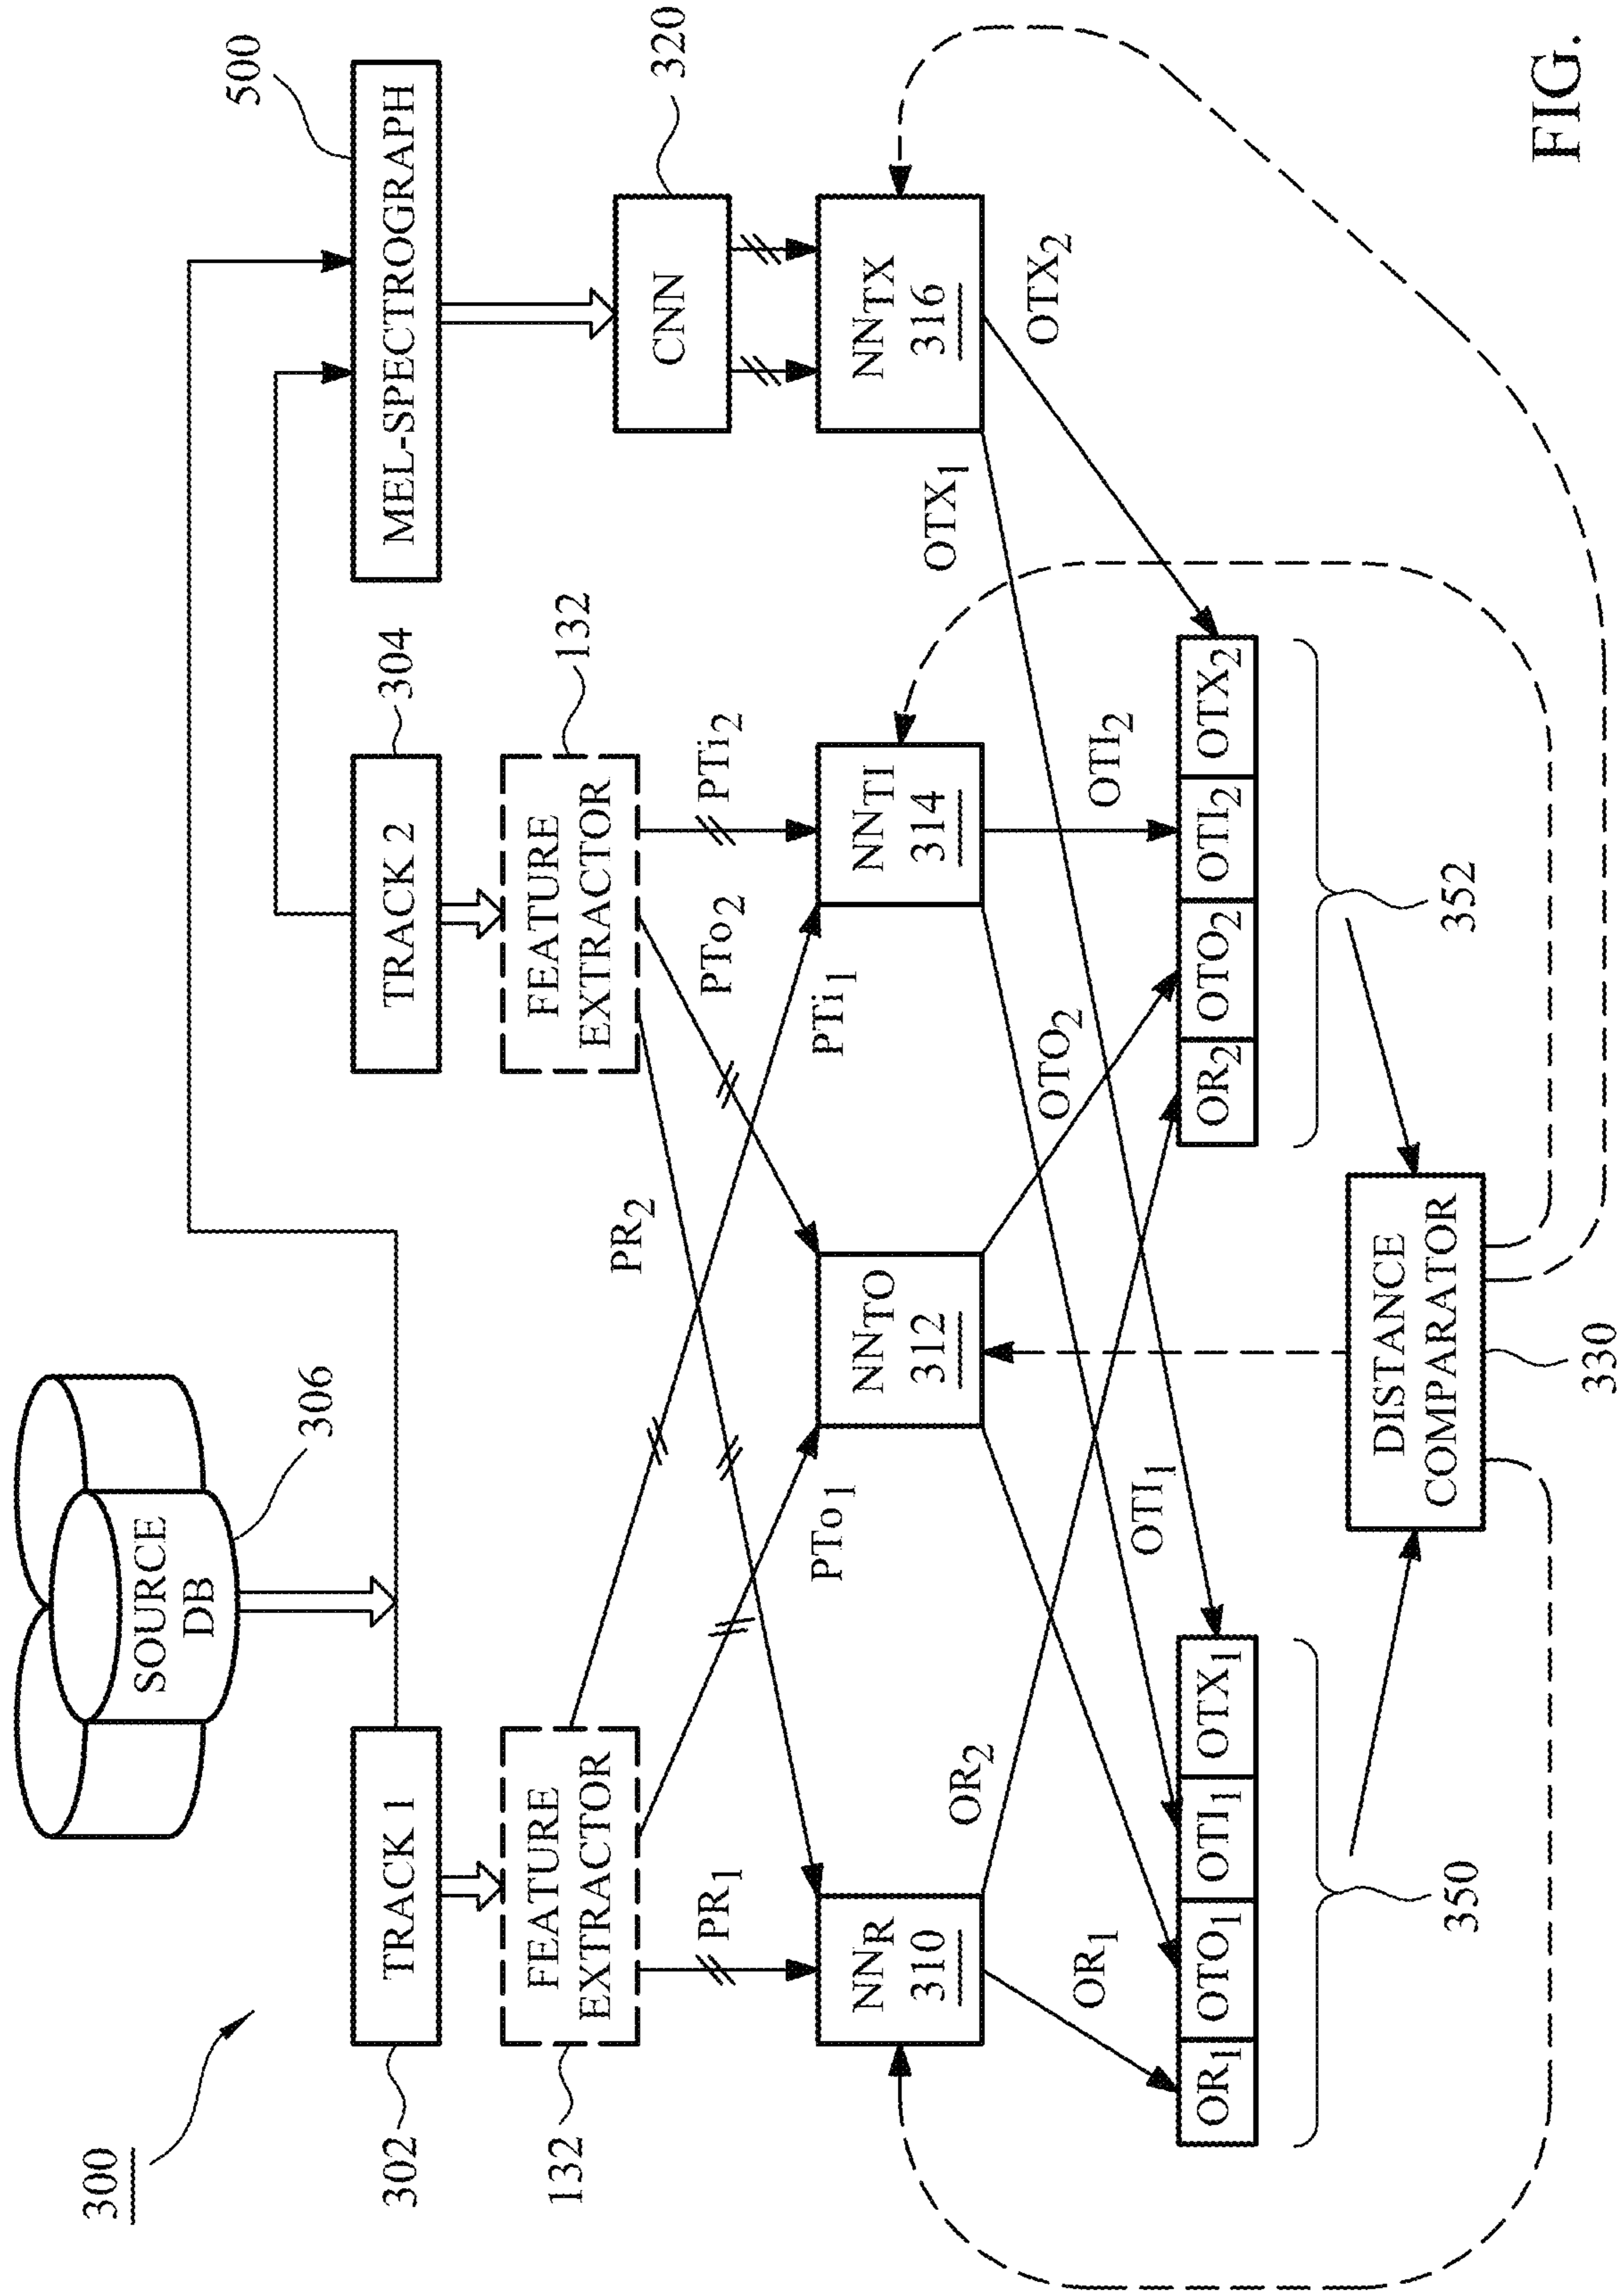 300
SOURCE
DB
306
500
302
TRACK 1
TRACK 2
304
MEL-SPECTROGRAPH
132
FEATURE
EXTRACTOR
FEATURE
EXTRACTOR
132
CNN
320
PR1
PR2
PTo2
PTi2
PTo1
PTi1
NNR
310
NNTO
312
NNTI
314
NNTX
316
OR2
OTX1
OTX2
OR1
OTI1
OTO2
OTI2
OR1 OTO1 OTI1 OTX1
OR2 OTO2 OTI2 OTX2
350
352
DISTANCE
COMPARATOR
330
FIG.